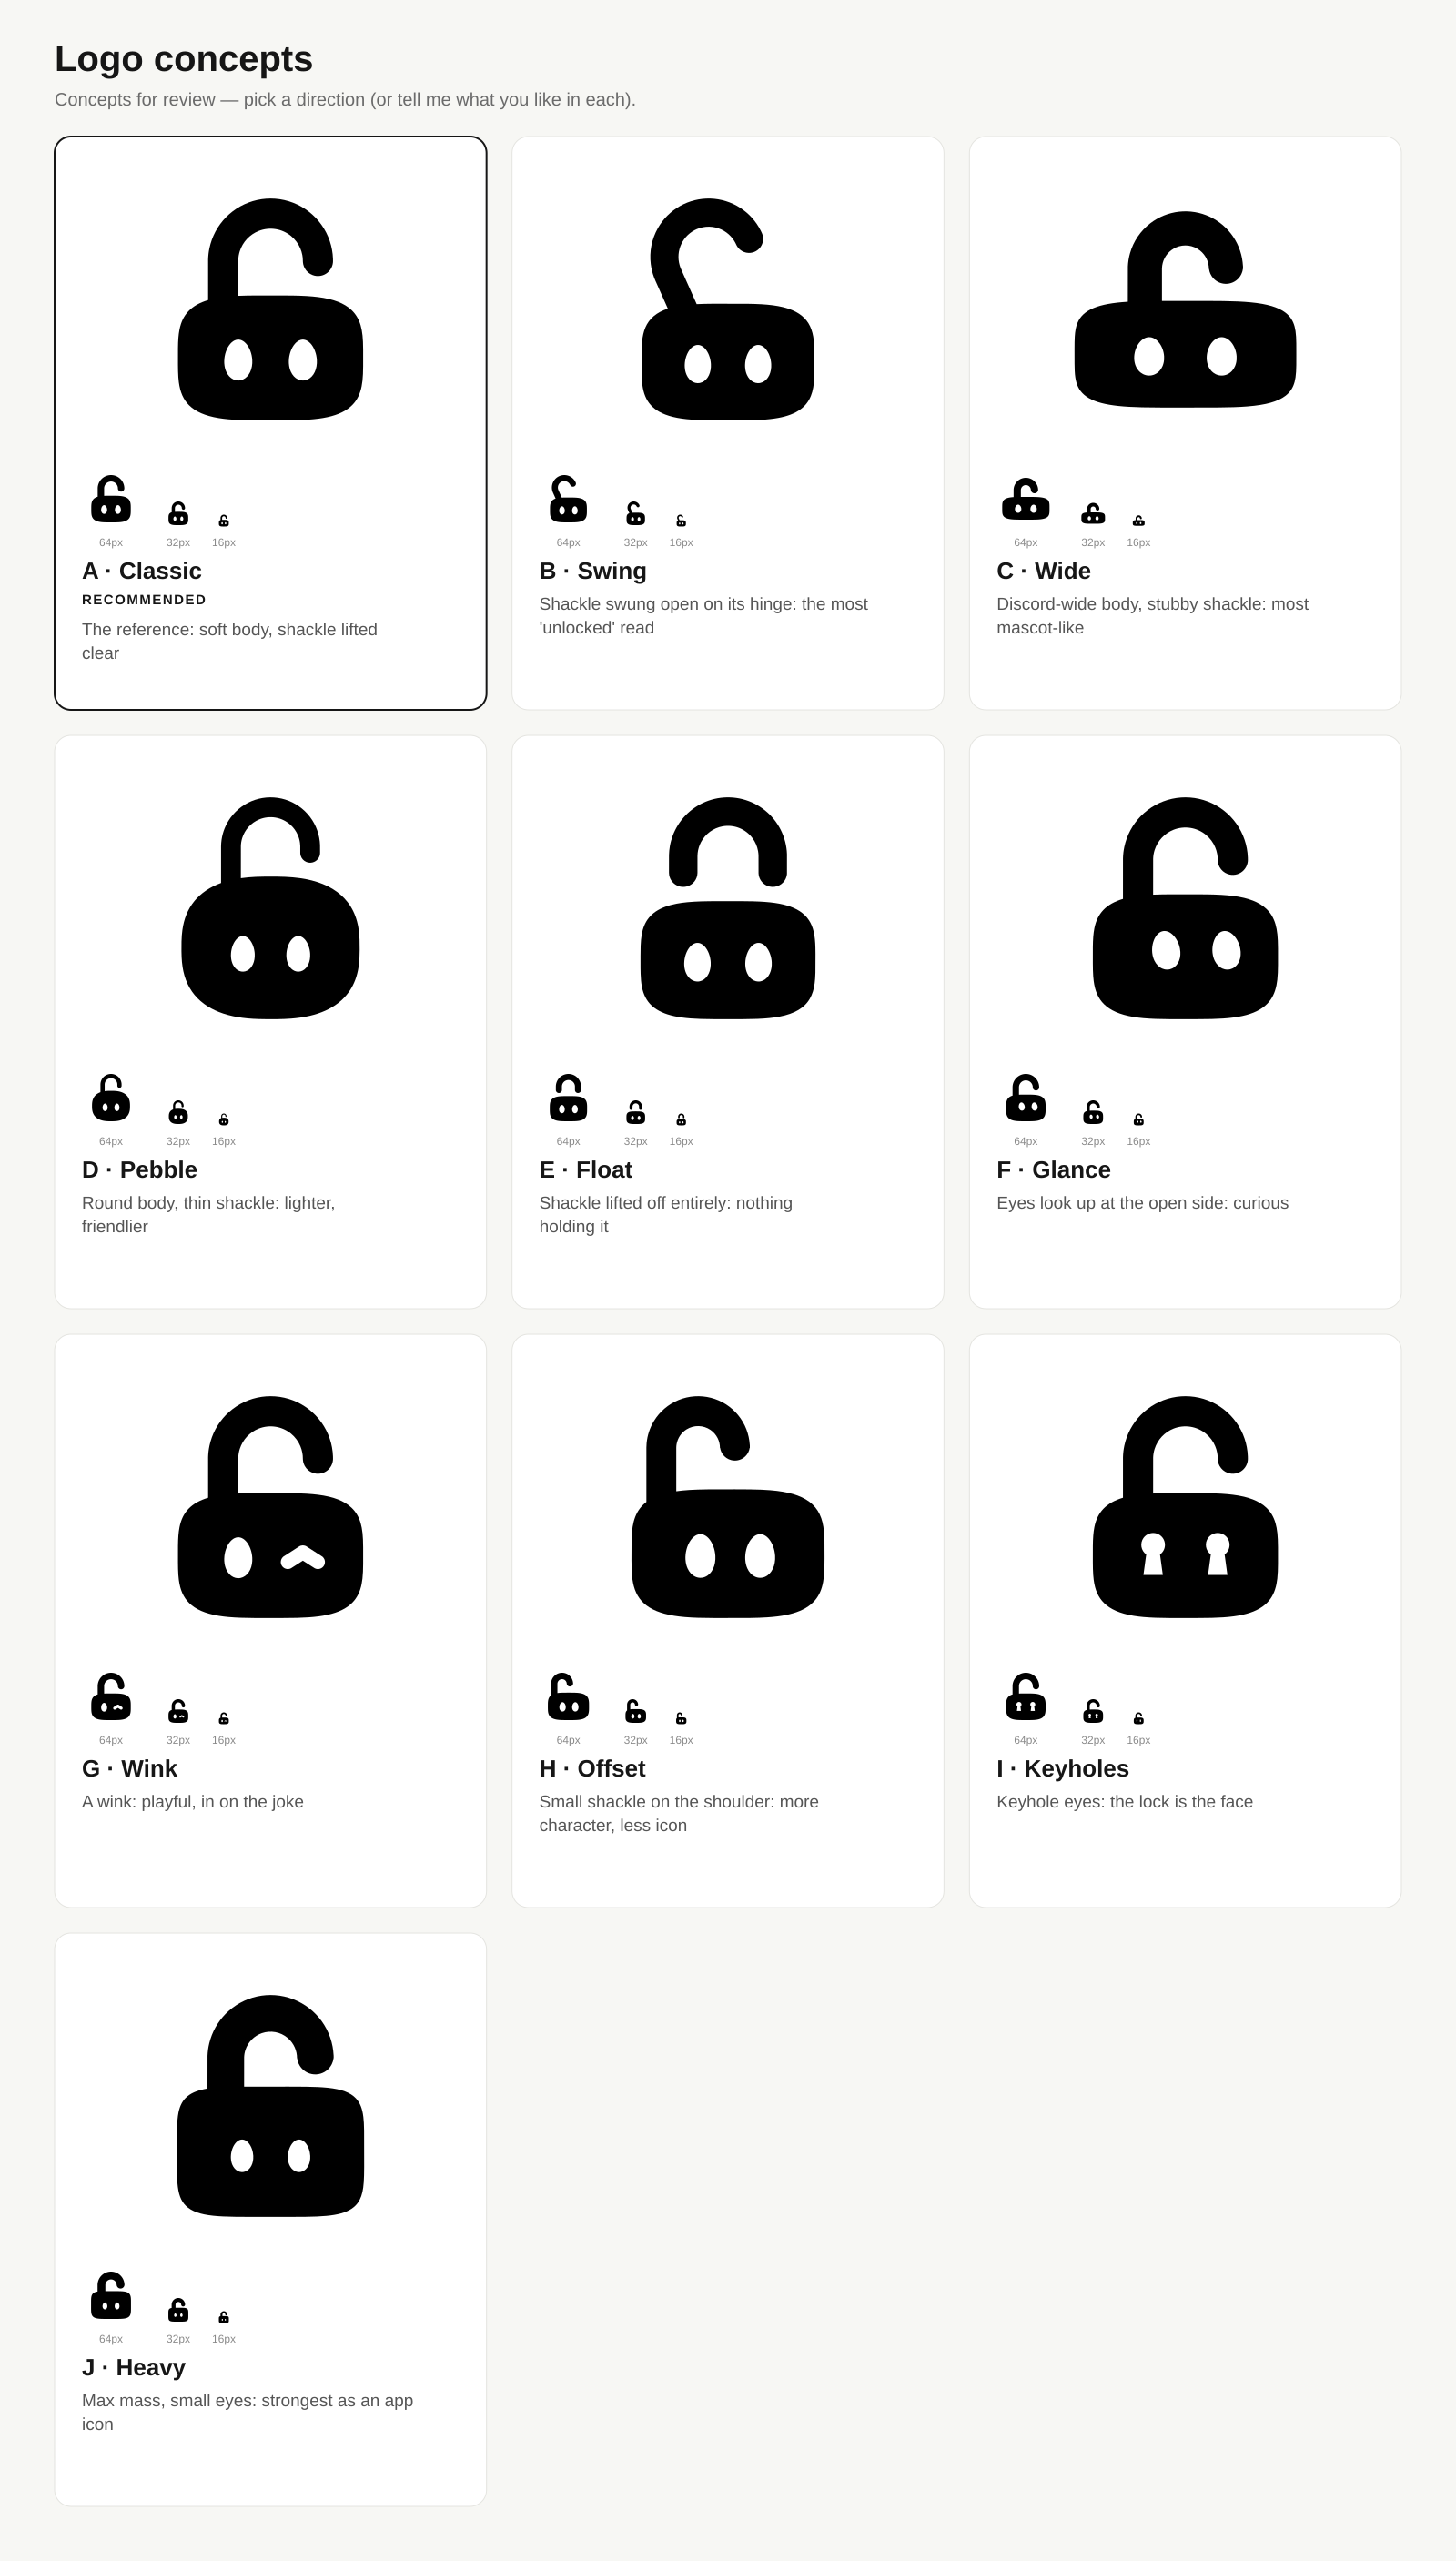 Logo concepts
Concepts for review — pick a direction (or tell me what you like in each).
64px 32px 16px
A · Classic
RECOMMENDED
The reference: soft body, shackle lifted
clear
64px 32px 16px
B · Swing
Shackle swung open on its hinge: the most
'unlocked' read
64px 32px 16px
C · Wide
Discord-wide body, stubby shackle: most
mascot-like
64px 32px 16px
D · Pebble
Round body, thin shackle: lighter,
friendlier
64px 32px 16px
E · Float
Shackle lifted off entirely: nothing
holding it
64px 32px 16px
F · Glance
Eyes look up at the open side: curious
64px 32px 16px
G · Wink
A wink: playful, in on the joke
64px 32px 16px
H · Offset
Small shackle on the shoulder: more
character, less icon
64px 32px 16px
I · Keyholes
Keyhole eyes: the lock is the face
64px 32px 16px
J · Heavy
Max mass, small eyes: strongest as an app
icon